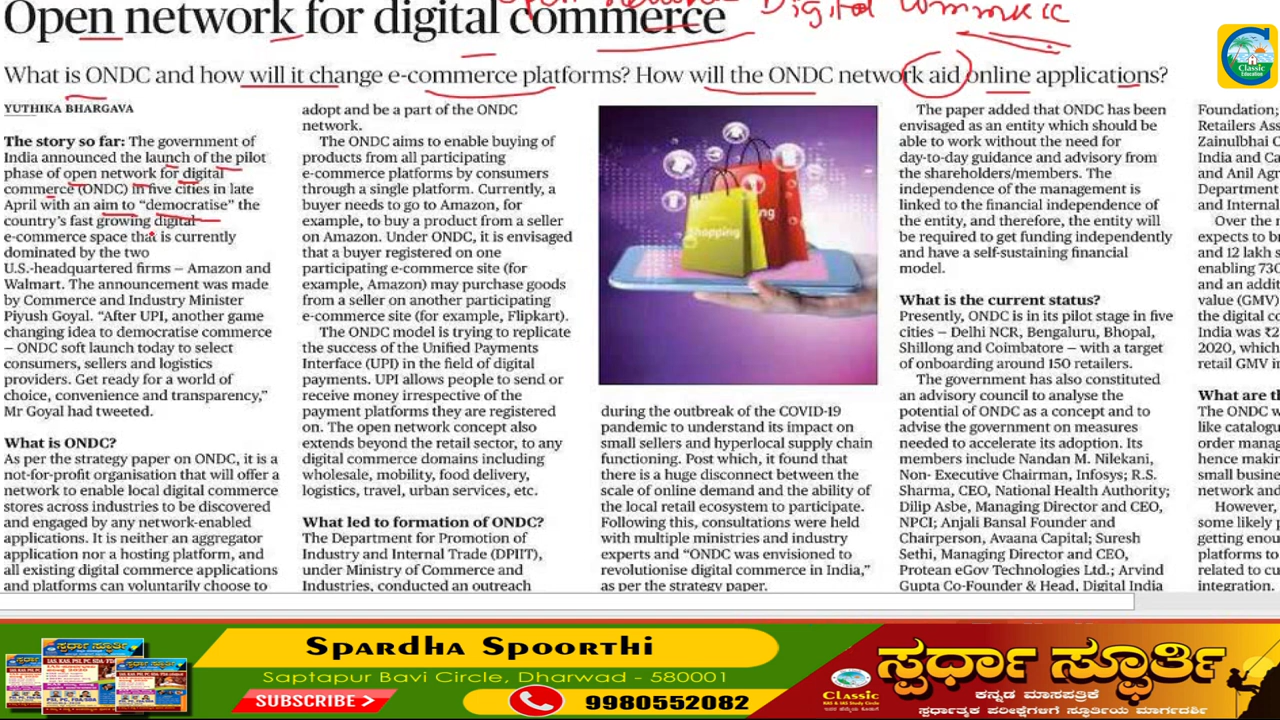 Open network for digital commerce
Digital Commerce
What is ONDC and how will it change e-commerce platforms? How will the ONDC network aid online applications?
YUTHIKA BHARGAVA
The story so far: The government of
India announced the launch of the pilot
phase of open network for digital
commerce (ONDC) in five cities in late
April with an aim to “democratise” the
country’s fast growing digital
e-commerce space that is currently
dominated by the two
U.S.-headquartered firms – Amazon and
Walmart. The announcement was made
by Commerce and Industry Minister
Piyush Goyal. “After UPI, another game
changing idea to democratise commerce
– ONDC soft launch today to select
consumers, sellers and logistics
providers. Get ready for a world of
choice, convenience and transparency,”
Mr Goyal had tweeted.
What is ONDC?
As per the strategy paper on ONDC, it is a
not-for-profit organisation that will offer a
network to enable local digital commerce
stores across industries to be discovered
and engaged by any network-enabled
applications. It is neither an aggregator
application nor a hosting platform, and
all existing digital commerce applications
and platforms can voluntarily choose to
adopt and be a part of the ONDC
network.
The ONDC aims to enable buying of
products from all participating
e-commerce platforms by consumers
through a single platform. Currently, a
buyer needs to go to Amazon, for
example, to buy a product from a seller
on Amazon. Under ONDC, it is envisaged
that a buyer registered on one
participating e-commerce site (for
example, Amazon) may purchase goods
from a seller on another participating
e-commerce site (for example, Flipkart).
The ONDC model is trying to replicate
the success of the Unified Payments
Interface (UPI) in the field of digital
payments. UPI allows people to send or
receive money irrespective of the
payment platforms they are registered
on. The open network concept also
extends beyond the retail sector, to any
digital commerce domains including
wholesale, mobility, food delivery,
logistics, travel, urban services, etc.
What led to formation of ONDC?
The Department for Promotion of
Industry and Internal Trade (DPIIT),
under Ministry of Commerce and
Industries, conducted an outreach
Shopping
during the outbreak of the COVID-19
pandemic to understand its impact on
small sellers and hyperlocal supply chain
functioning. Post which, it found that
there is a huge disconnect between the
scale of online demand and the ability of
the local retail ecosystem to participate.
Following this, consultations were held
with multiple ministries and industry
experts and “ONDC was envisioned to
revolutionise digital commerce in India,”
as per the strategy paper.
The paper added that ONDC has been
envisaged as an entity which should be
able to work without the need for
day-to-day guidance and advisory from
the shareholders/members. The
independence of the management is
linked to the financial independence of
the entity, and therefore, the entity will
be required to get funding independently
and have a self-sustaining financial
model.
What is the current status?
Presently, ONDC is in its pilot stage in five
cities – Delhi NCR, Bengaluru, Bhopal,
Shillong and Coimbatore – with a target
of onboarding around 150 retailers.
The government has also constituted
an advisory council to analyse the
potential of ONDC as a concept and to
advise the government on measures
needed to accelerate its adoption. Its
members include Nandan M. Nilekani,
Non- Executive Chairman, Infosys; R.S.
Sharma, CEO, National Health Authority;
Dilip Asbe, Managing Director and CEO,
NPCI; Anjali Bansal Founder and
Chairperson, Avaana Capital; Suresh
Sethi, Managing Director and CEO,
Protean eGov Technologies Ltd.; Arvind
Gupta Co-Founder & Head, Digital India
Foundation;
Retailers Ass
Zainulbhai C
India and Ca
and Anil Agr
Department
and Internal
Over the
expects to b
and 12 lakh s
enabling 730
and an addit
value (GMV)
the digital co
India was ₹2
2020, which
retail GMV i
What are th
The ONDC w
like catalogu
order manag
hence makin
small busine
network and
However,
some likely p
getting enou
platforms to
related to cu
integration.
Classic
Education
Spardha Spoorthi
Saptapur Bavi Circle, Dharwad - 580001
SUBSCRIBE
9980552082
Classic
ಸ್ಪರ್ಧಾ ಸ್ಫೂರ್ತಿ
ಕನ್ನಡ ಮಾಸಪತ್ರಿಕೆ
ಸ್ಪರ್ಧಾತ್ಮಕ ಪರೀಕ್ಷೆಗಳಿಗೆ ಸ್ಫೂರ್ತಿಯ ಮಾರ್ಗದರ್ಶಿ